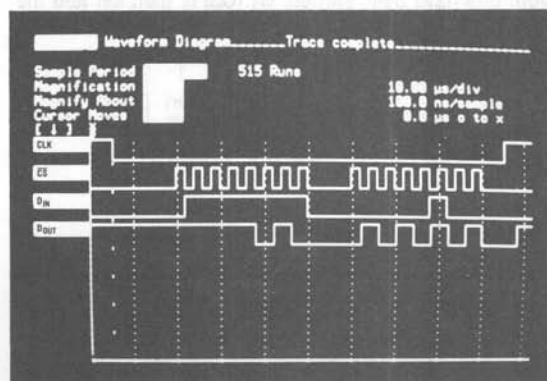 Waveform Diagram Trace complete
Sample Period 515 Runs
Magnification 10.00 µs/div
Magnify About 100.0 ns/sample
Cursor Moves 0.0 µs o to x
[ ↓ ]
CLK
CS
DIN
DOUT